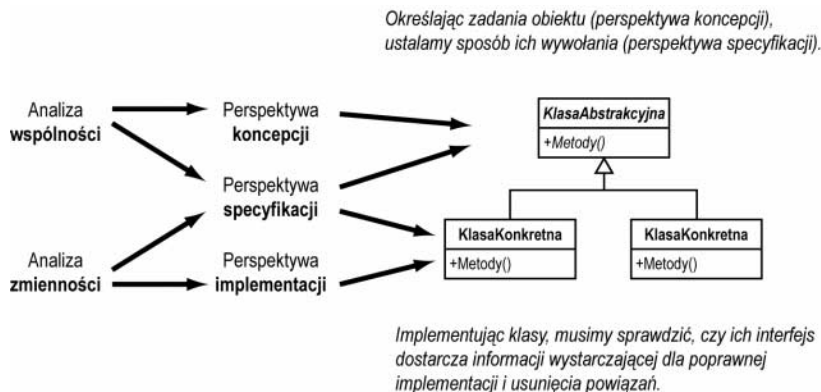 Określając zadania obiektu (perspektywa koncepcji),
ustalamy sposób ich wywołania (perspektywa specyfikacji).
Analiza
wspólności
Perspektywa
koncepcji
KlasaAbstrakcyjna
+Metody()
Perspektywa
specyfikacji
KlasaKonkretna
+Metody()
KlasaKonkretna
+Metody()
Analiza
zmienności
Perspektywa
implementacji
Implementując klasy, musimy sprawdzić, czy ich interfejs
dostarcza informacji wystarczającej dla poprawnej
implementacji i usunięcia powiązań.